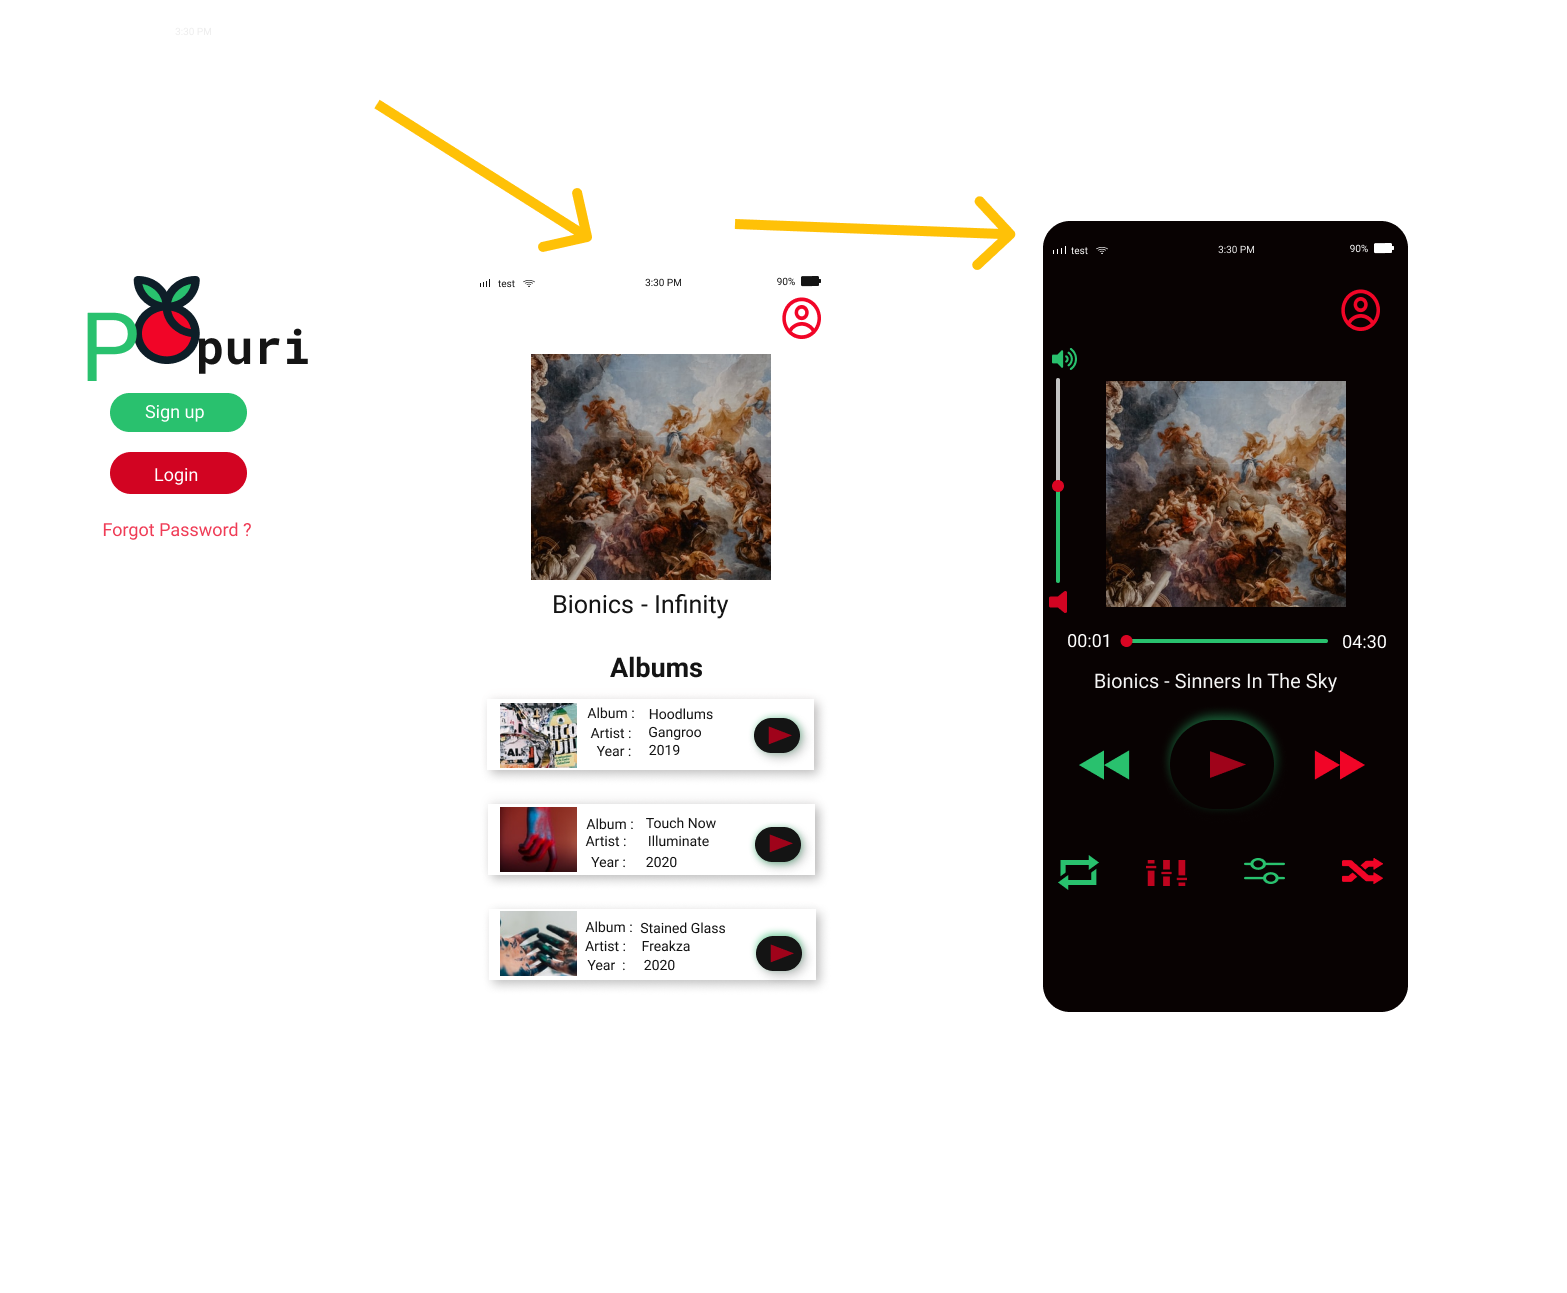 3:30 PM
P puri
Sign up
Login
Forgot Password ?
test 3:30 PM 90%
Bionics - Infinity
Albums
Album : Hoodlums
Artist : Gangroo
Year : 2019
Album : Touch Now
Artist : Illuminate
Year : 2020
Album : Stained Glass
Artist : Freakza
Year : 2020
test 3:30 PM 90%
00:01 04:30
Bionics - Sinners In The Sky